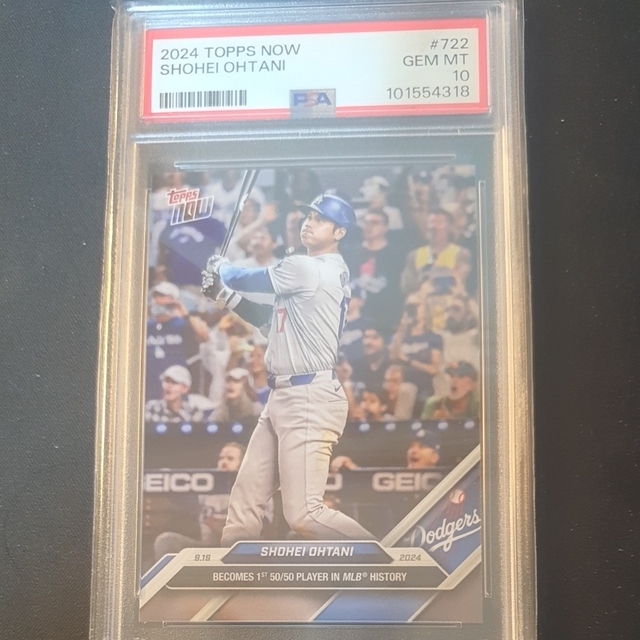 2024 TOPPS NOW #722
SHOHEI OHTANI GEM MT
10
PSA 101554318
Topps
NOW
17
GEICO GEICO
Dodgers
9.19 SHOHEI OHTANI 2024
BECOMES 1ST 50/50 PLAYER IN MLB® HISTORY